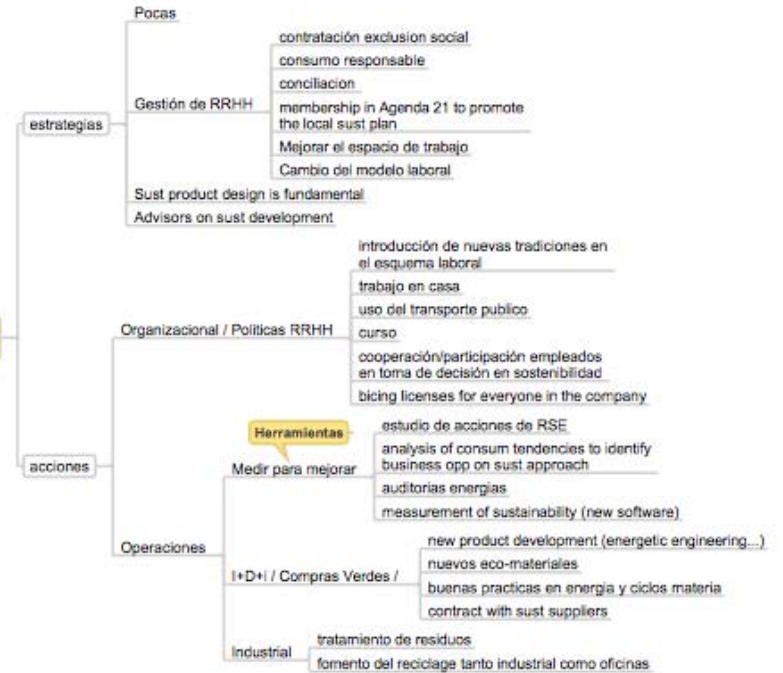 Pocas
estrategias
Gestión de RRHH
contratación exclusion social
consumo responsable
conciliacion
membership in Agenda 21 to promote
the local sust plan
Mejorar el espacio de trabajo
Cambio del modelo laboral
Sust product design is fundamental
Advisors on sust development
acciones
Organizacional / Políticas RRHH
introducción de nuevas tradiciones en
el esquema laboral
trabajo en casa
uso del transporte publico
curso
cooperación/participación empleados
en toma de decisión en sostenibilidad
bicing licenses for everyone in the company
Operaciones
Herramientas
Medir para mejorar
estudio de acciones de RSE
analysis of consum tendencies to identify
business opp on sust approach
auditorias energias
measurement of sustainability (new software)
I+D+i / Compras Verdes /
new product development (energetic engineering...)
nuevos eco-materiales
buenas practicas en energia y ciclos materia
contract with sust suppliers
Industrial
tratamiento de residuos
fomento del reciclage tanto industrial como oficinas